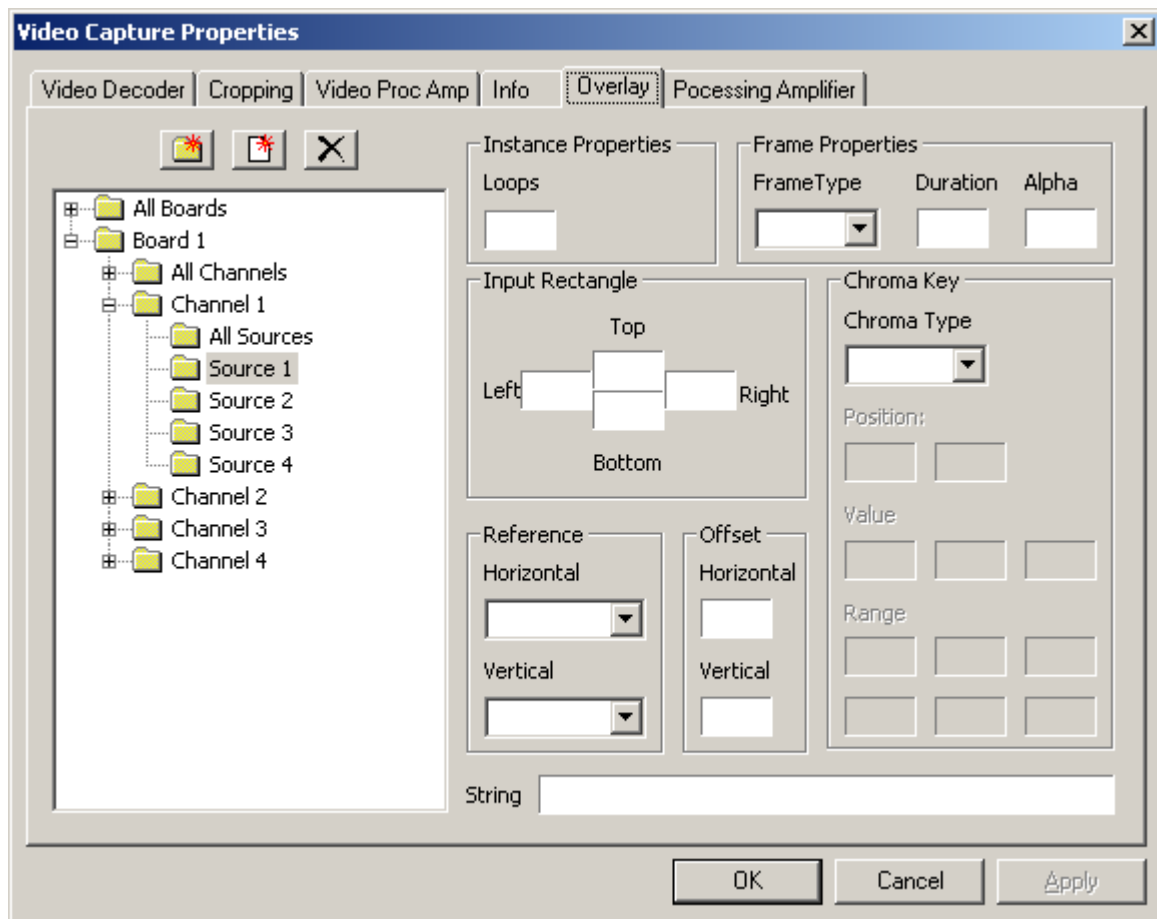 Video Capture Properties
Video Decoder
Cropping
Video Proc Amp
Info
Overlay
Pocessing Amplifier
All Boards
Board 1
All Channels
Channel 1
All Sources
Source 1
Source 2
Source 3
Source 4
Channel 2
Channel 3
Channel 4
Instance Properties
Loops
Frame Properties
FrameType
Duration
Alpha
Input Rectangle
Top
Left
Right
Bottom
Chroma Key
Chroma Type
Position:
Value
Range
Reference
Horizontal
Vertical
Offset
Horizontal
Vertical
String
OK
Cancel
Apply